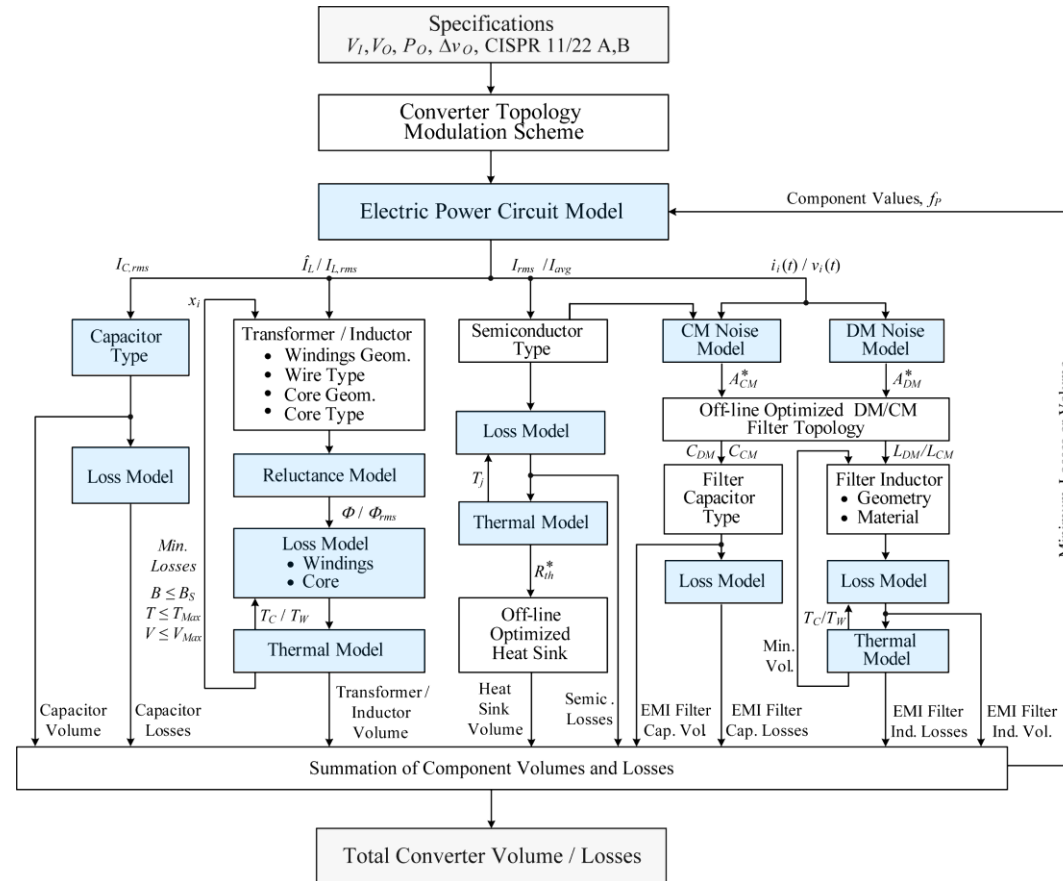 Specifications
V_I, V_O, P_O, Δv_O, CISPR 11/22 A,B
Converter Topology
Modulation Scheme
Electric Power Circuit Model
Component Values, f_P
I_C,rms
Î_L / I_L,rms
I_rms / I_avg
i_i(t) / v_i(t)
x_i
Capacitor
Type
Transformer / Inductor
• Windings Geom.
• Wire Type
• Core Geom.
• Core Type
Semiconductor
Type
CM Noise
Model
DM Noise
Model
A*_CM
A*_DM
Off-line Optimized DM/CM
Filter Topology
Loss Model
Reluctance Model
Φ / Φ_rms
Loss Model
• Windings
• Core
T_C / T_W
Thermal Model
Min.
Losses
B ≤ B_S
T ≤ T_Max
V ≤ V_Max
Loss Model
T_j
Thermal Model
R*_th
Off-line
Optimized
Heat Sink
C_DM
C_CM
L_DM/L_CM
Filter
Capacitor
Type
Filter Inductor
• Geometry
• Material
Loss Model
Loss Model
T_C/T_W
Thermal
Model
Min.
Vol.
Capacitor
Volume
Capacitor
Losses
Transformer/
Inductor
Volume
Heat
Sink
Volume
Semic.
Losses
EMI Filter
Cap. Vol.
EMI Filter
Cap. Losses
EMI Filter
Ind. Losses
EMI Filter
Ind. Vol.
Summation of Component Volumes and Losses
Total Converter Volume / Losses